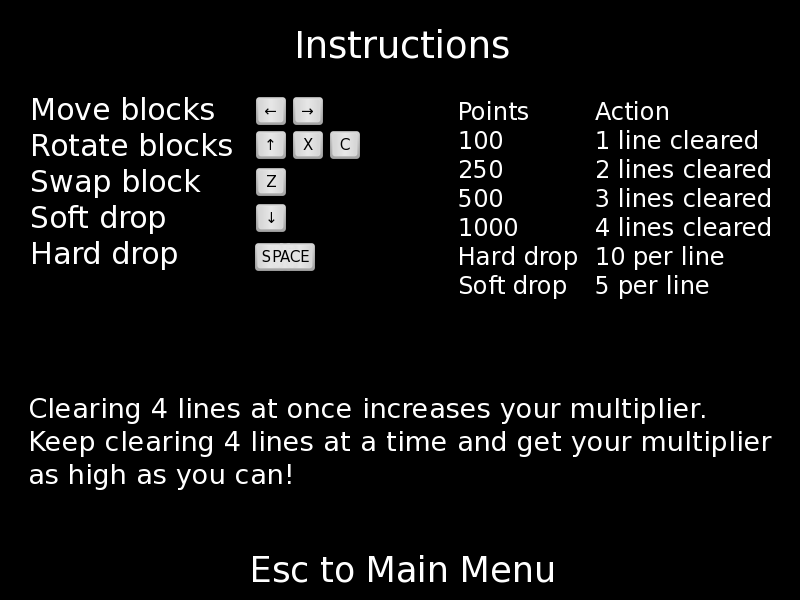 Instructions
Move blocks ← →
Rotate blocks ↑ X C
Swap block Z
Soft drop ↓
Hard drop SPACE
Points Action
100 1 line cleared
250 2 lines cleared
500 3 lines cleared
1000 4 lines cleared
Hard drop 10 per line
Soft drop 5 per line
Clearing 4 lines at once increases your multiplier.
Keep clearing 4 lines at a time and get your multiplier
as high as you can!
Esc to Main Menu